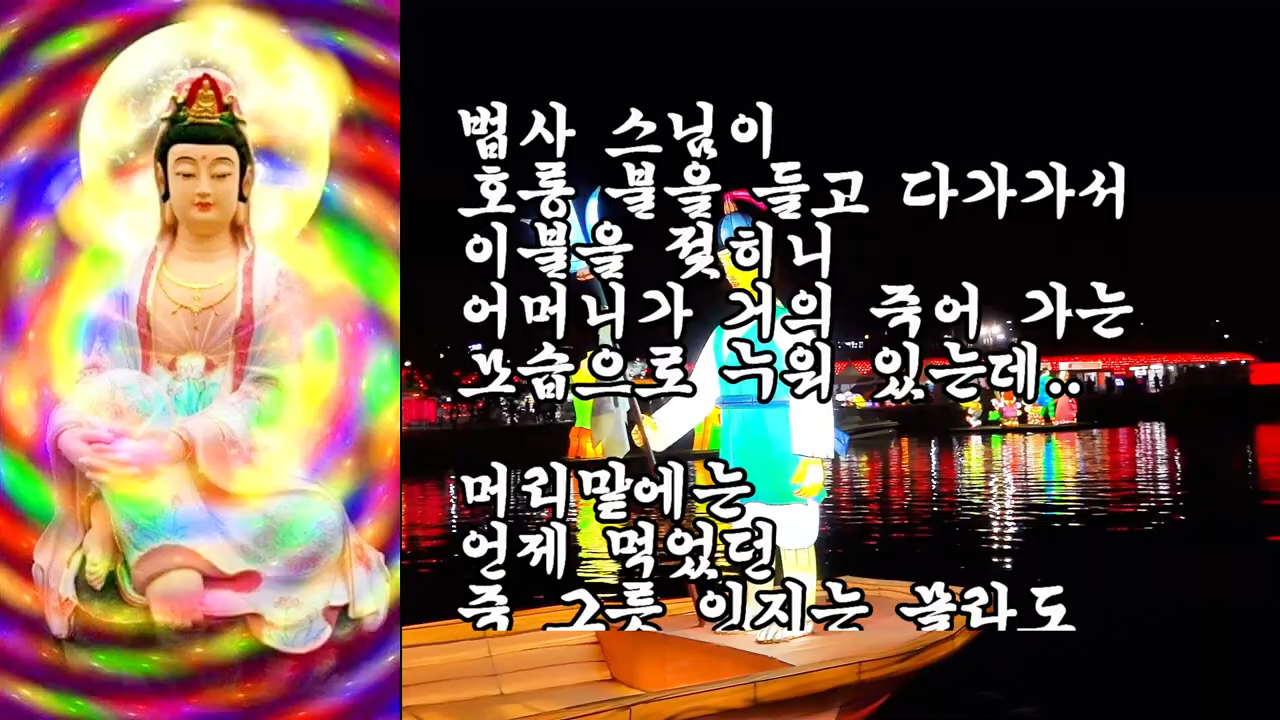 범사 스님이
호롱 불을 들고 다가가서
이불을 젖히니
어머니가 거의 죽어 가는
모습으로 누워 있는데..
머리맡에는
언제 먹었던
죽 그릇 인지는 몰라도